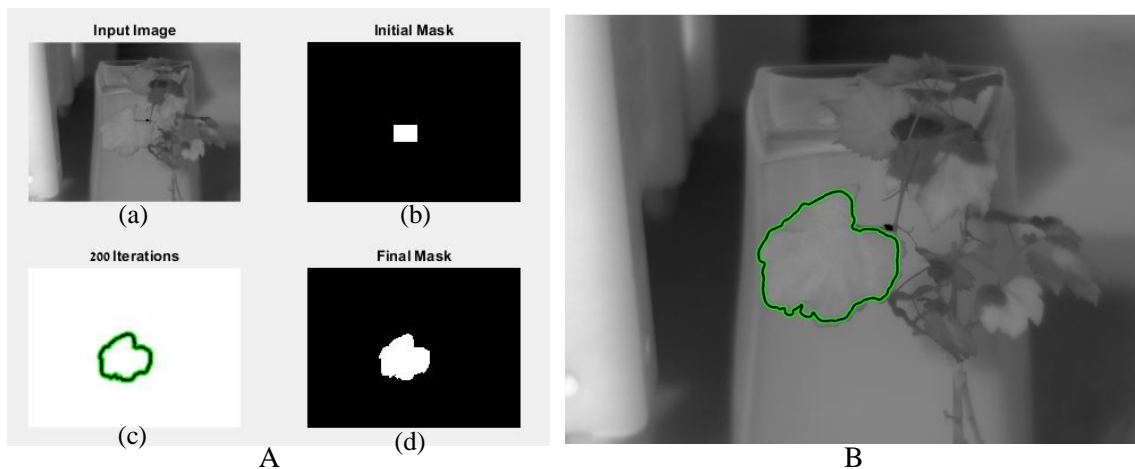 Input Image
Initial Mask
(a)
(b)
200 Iterations
Final Mask
(c)
(d)
A
B